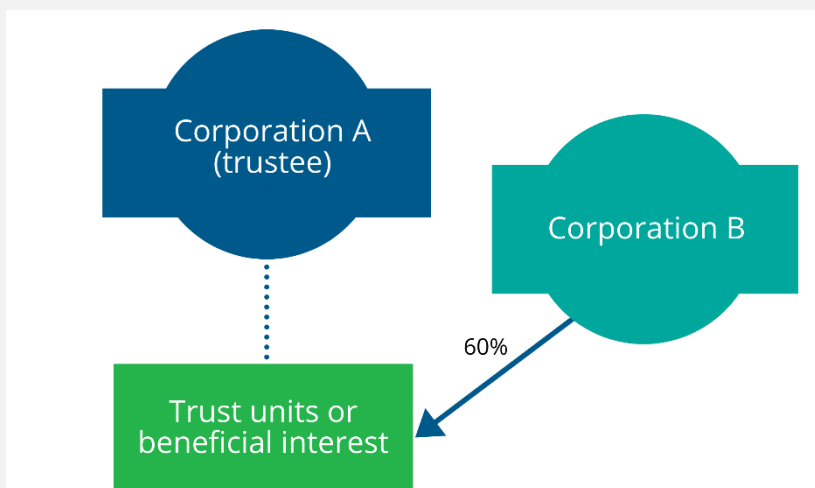 Corporation A
(trustee)
Corporation B
60%
Trust units or
beneficial interest